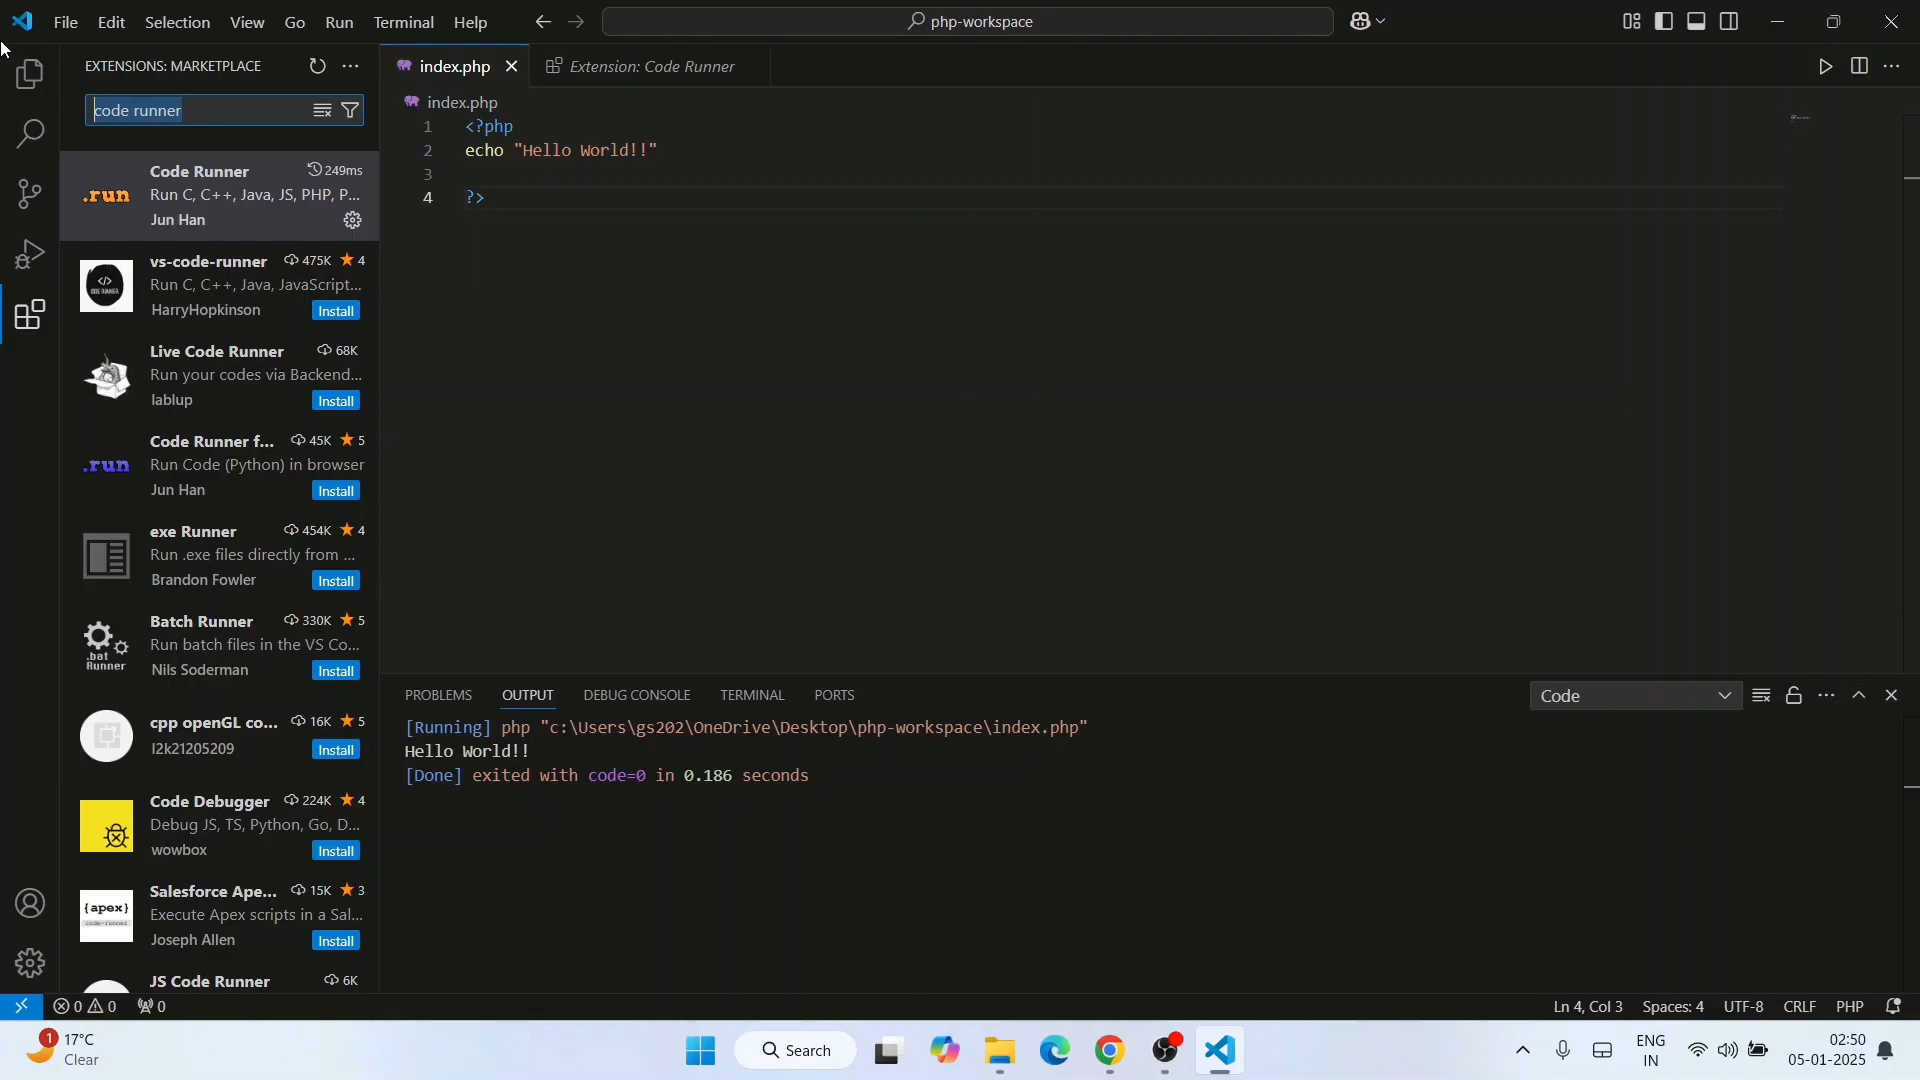 File Edit Selection View Go Run Terminal Help
php-workspace
EXTENSIONS: MARKETPLACE
code runner
Code Runner 249ms
Run C, C++, Java, JS, PHP, P...
Jun Han
.run
vs-code-runner 475K 4
Run C, C++, Java, JavaScript...
HarryHopkinson Install
Live Code Runner 68K
Run your codes via Backend...
lablup Install
Code Runner f... 45K 5
Run Code (Python) in browser
Jun Han Install
.run
exe Runner 454K 4
Run .exe files directly from ...
Brandon Fowler Install
Batch Runner 330K 5
Run batch files in the VS Co...
Nils Soderman Install
.bat
Runner
cpp openGL co... 16K 5
l2k21205209 Install
Code Debugger 224K 4
Debug JS, TS, Python, Go, D...
wowbox Install
Salesforce Ape... 15K 3
Execute Apex scripts in a Sal...
Joseph Allen Install
{apex}
JS Code Runner 6K
index.php Extension: Code Runner
index.php
1 <?php
2 echo "Hello World!!"
3
4 ?>
PROBLEMS OUTPUT DEBUG CONSOLE TERMINAL PORTS Code
[Running] php "c:\Users\gs202\OneDrive\Desktop\php-workspace\index.php"
Hello World!!
[Done] exited with code=0 in 0.186 seconds
0 0 0 Ln 4, Col 3 Spaces: 4 UTF-8 CRLF PHP
1
17°C
Clear
Search
ENG
IN
02:50
05-01-2025